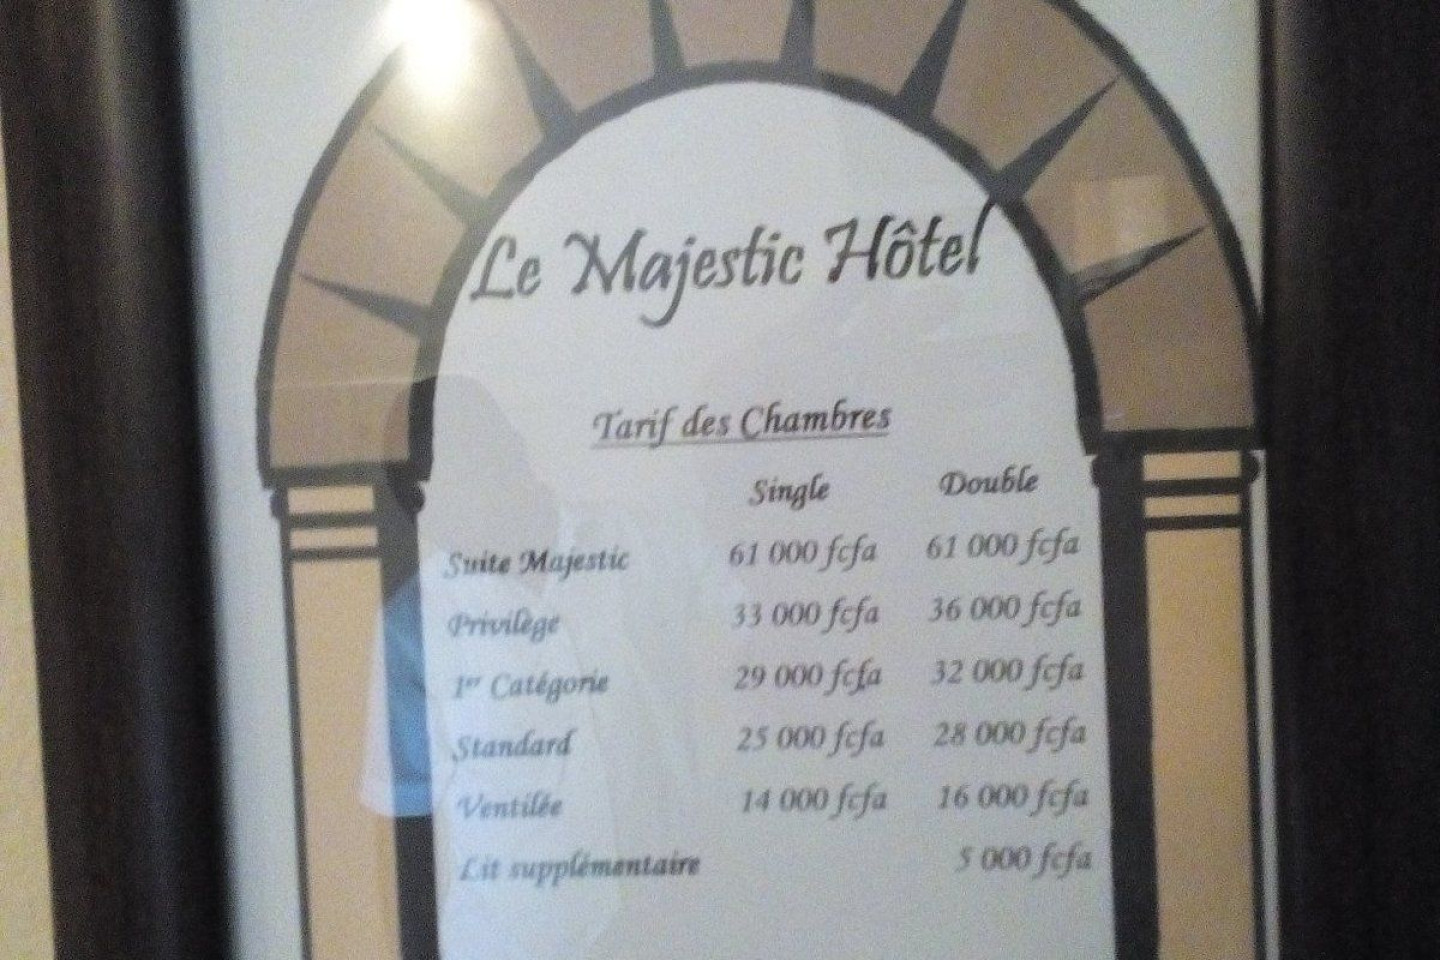 Le Majestic Hôtel
Tarif des Chambres
Single Double
Suite Majestic 61 000 fcfa 61 000 fcfa
Privilège 33 000 fcfa 36 000 fcfa
1er Catégorie 29 000 fcfa 32 000 fcfa
Standard 25 000 fcfa 28 000 fcfa
Ventilée 14 000 fcfa 16 000 fcfa
Lit supplémentaire 5 000 fcfa